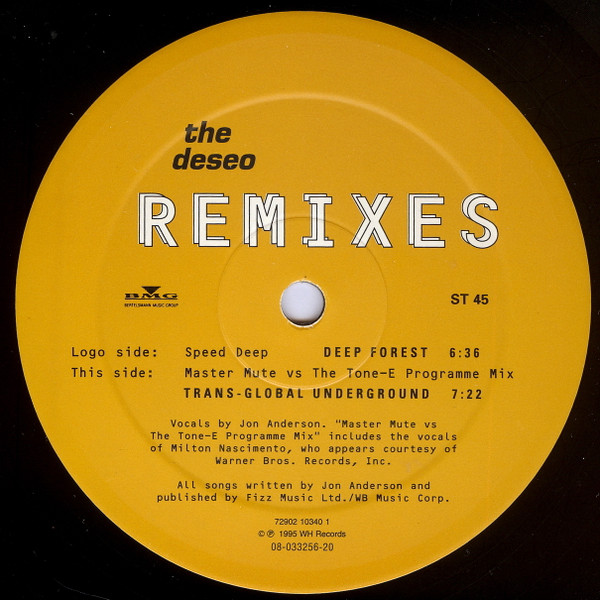 the
deseo
REMIXES
BMG
BERTELSMANN MUSIC GROUP
ST 45
Logo side: Speed Deep DEEP FOREST 6:36
This side: Master Mute vs The Tone-E Programme Mix
TRANS-GLOBAL UNDERGROUND 7:22
Vocals by Jon Anderson. "Master Mute vs
The Tone-E Programme Mix" includes the vocals
of Milton Nascimento, who appears courtesy of
Warner Bros. Records, Inc.
All songs written by Jon Anderson and
published by Fizz Music Ltd./WB Music Corp.
72902 10340 1
© ℗ 1995 WH Records
08-033256-20